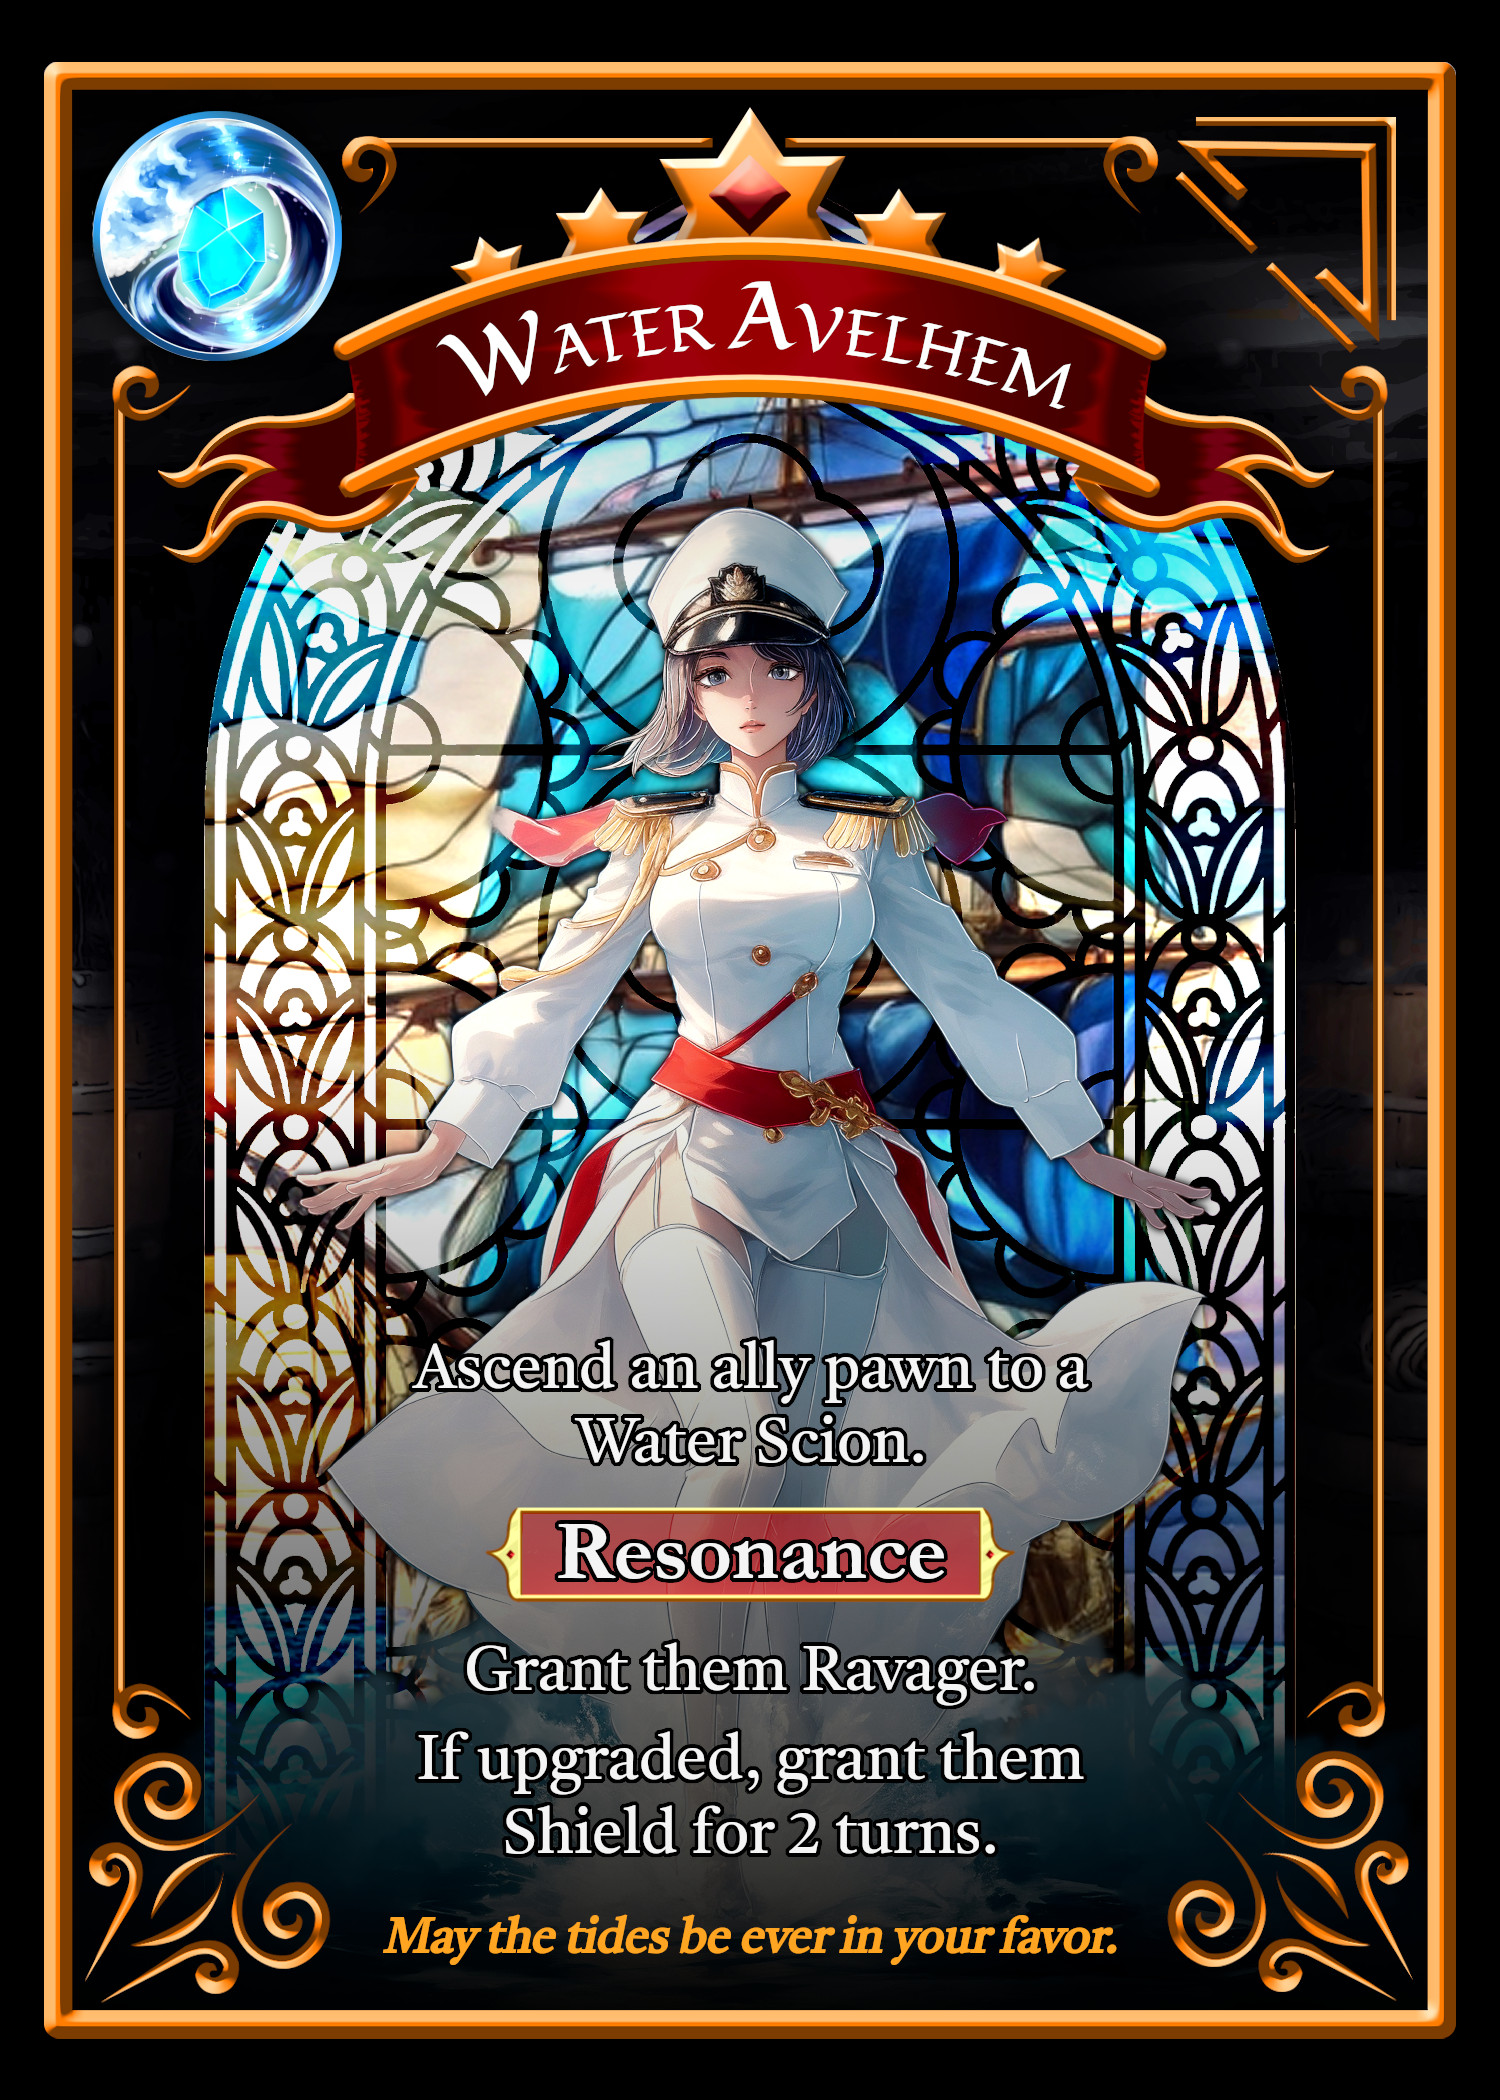 Water Avelhem
Ascend an ally pawn to a
Water Scion.
Resonance
Grant them Ravager.
If upgraded, grant them
Shield for 2 turns.
May the tides be ever in your favor.